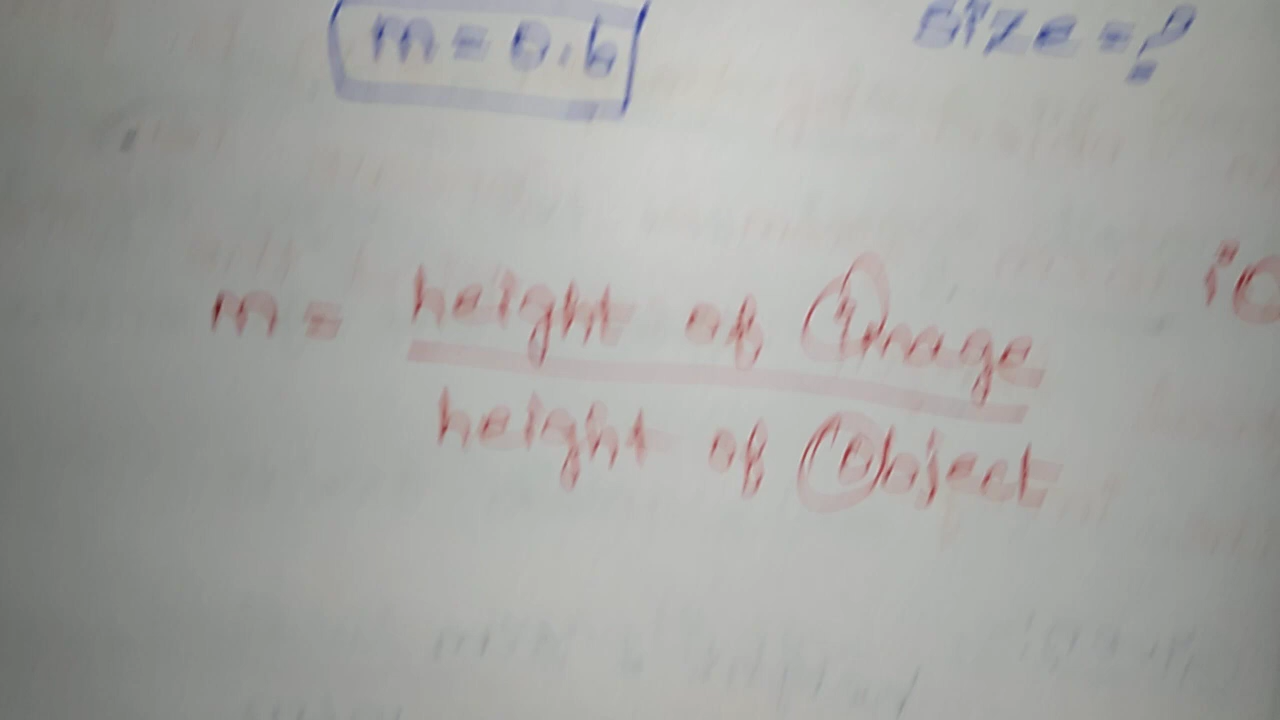 m = 0.6
Size = ?
m = height of Image
height of Object